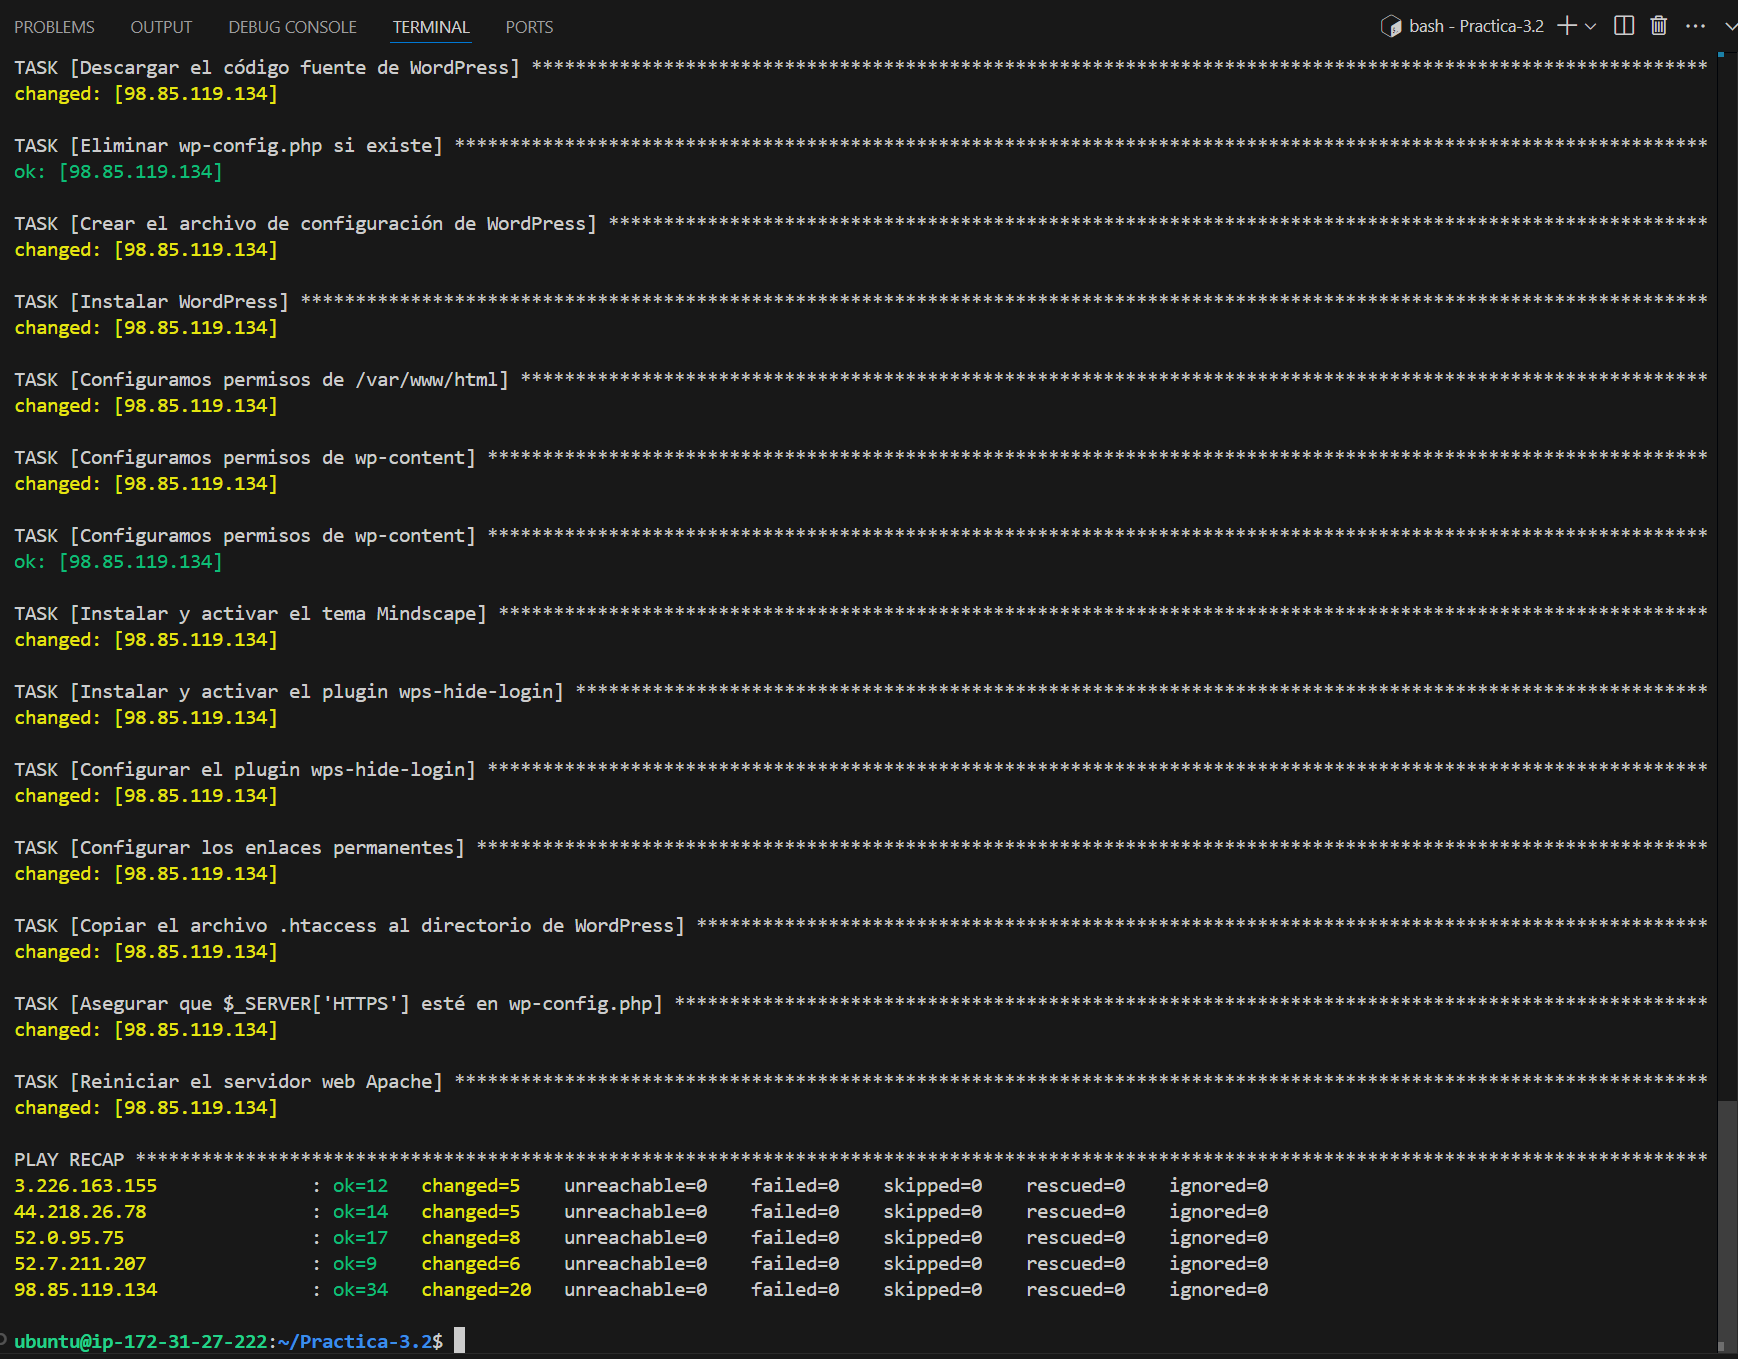 PROBLEMS OUTPUT DEBUG CONSOLE TERMINAL PORTS bash - Practica-3.2
TASK [Descargar el código fuente de WordPress] ***********************************************************************************************************
changed: [98.85.119.134]
TASK [Eliminar wp-config.php si existe] ******************************************************************************************************************
ok: [98.85.119.134]
TASK [Crear el archivo de configuración de WordPress] ****************************************************************************************************
changed: [98.85.119.134]
TASK [Instalar WordPress] ********************************************************************************************************************************
changed: [98.85.119.134]
TASK [Configuramos permisos de /var/www/html] ************************************************************************************************************
changed: [98.85.119.134]
TASK [Configuramos permisos de wp-content] ***************************************************************************************************************
changed: [98.85.119.134]
TASK [Configuramos permisos de wp-content] ***************************************************************************************************************
ok: [98.85.119.134]
TASK [Instalar y activar el tema Mindscape] **************************************************************************************************************
changed: [98.85.119.134]
TASK [Instalar y activar el plugin wps-hide-login] *******************************************************************************************************
changed: [98.85.119.134]
TASK [Configurar el plugin wps-hide-login] ***************************************************************************************************************
changed: [98.85.119.134]
TASK [Configurar los enlaces permanentes] ****************************************************************************************************************
changed: [98.85.119.134]
TASK [Copiar el archivo .htaccess al directorio de WordPress] ********************************************************************************************
changed: [98.85.119.134]
TASK [Asegurar que $_SERVER['HTTPS'] esté en wp-config.php] **********************************************************************************************
changed: [98.85.119.134]
TASK [Reiniciar el servidor web Apache] ******************************************************************************************************************
changed: [98.85.119.134]
PLAY RECAP ***********************************************************************************************************************************************
3.226.163.155 : ok=12 changed=5 unreachable=0 failed=0 skipped=0 rescued=0 ignored=0
44.218.26.78 : ok=14 changed=5 unreachable=0 failed=0 skipped=0 rescued=0 ignored=0
52.0.95.75 : ok=17 changed=8 unreachable=0 failed=0 skipped=0 rescued=0 ignored=0
52.7.211.207 : ok=9 changed=6 unreachable=0 failed=0 skipped=0 rescued=0 ignored=0
98.85.119.134 : ok=34 changed=20 unreachable=0 failed=0 skipped=0 rescued=0 ignored=0
ubuntu@ip-172-31-27-222:~/Practica-3.2$